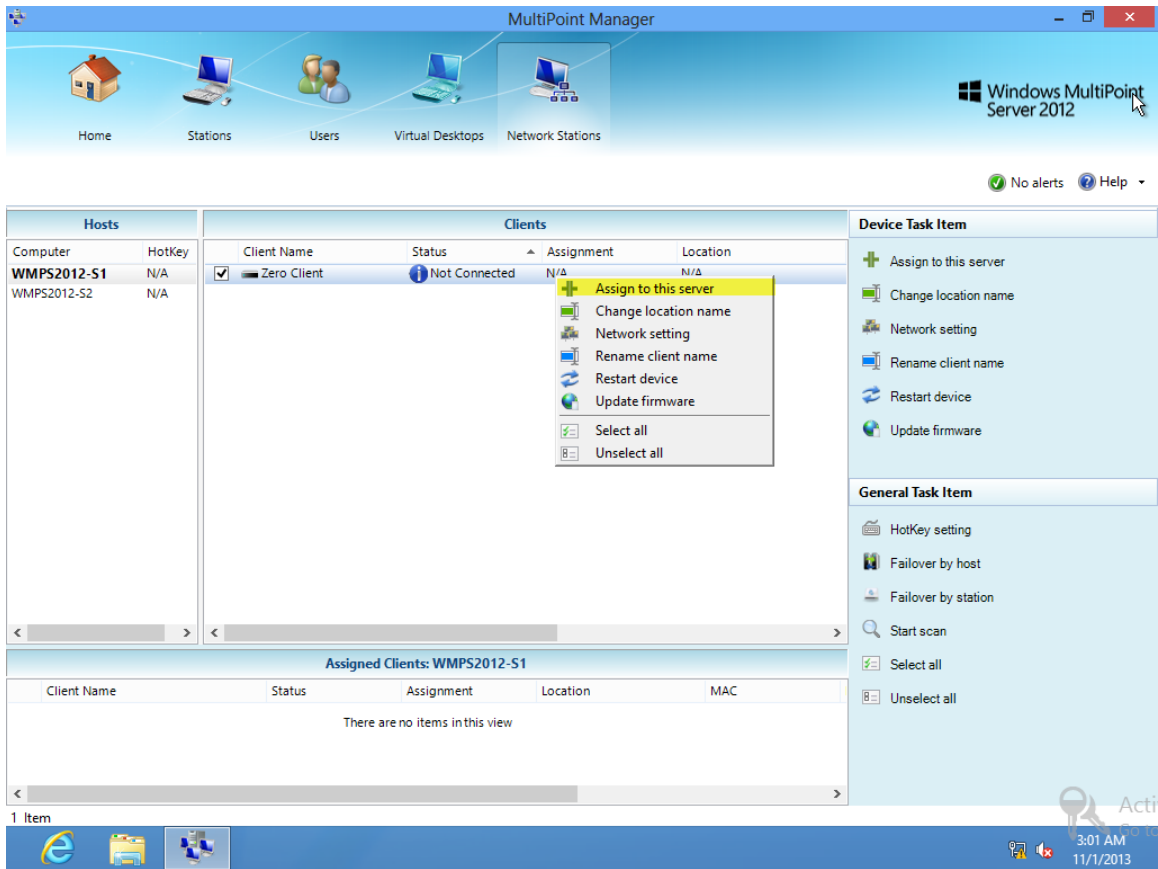 MultiPoint Manager
Home
Stations
Users
Virtual Desktops
Network Stations
Windows MultiPoint
Server 2012
No alerts
Help
Hosts
Computer HotKey
WMPS2012-S1 N/A
WMPS2012-S2 N/A
Clients
Client Name Status Assignment Location
Zero Client Not Connected N/A N/A
Assign to this server
Change location name
Network setting
Rename client name
Restart device
Update firmware
Select all
Unselect all
Device Task Item
Assign to this server
Change location name
Network setting
Rename client name
Restart device
Update firmware
General Task Item
HotKey setting
Failover by host
Failover by station
Start scan
Select all
Unselect all
Assigned Clients: WMPS2012-S1
Client Name Status Assignment Location MAC
There are no items in this view
1 Item
Acti
Go to
3:01 AM
11/1/2013